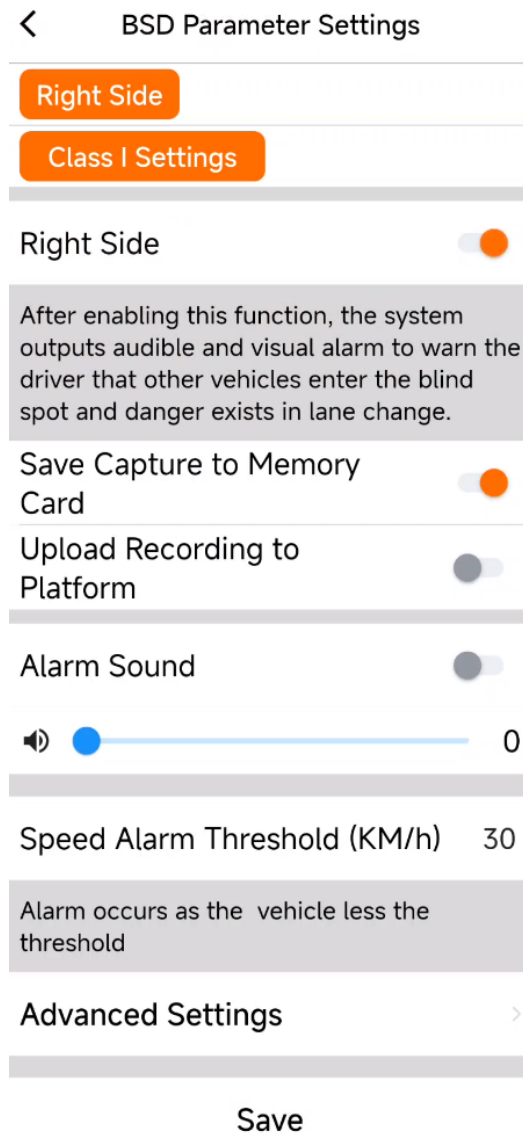 BSD Parameter Settings
Right Side
Class I Settings
Right Side
After enabling this function, the system
outputs audible and visual alarm to warn the
driver that other vehicles enter the blind
spot and danger exists in lane change.
Save Capture to Memory
Card
Upload Recording to
Platform
Alarm Sound
0
Speed Alarm Threshold (KM/h) 30
Alarm occurs as the vehicle less the
threshold
Advanced Settings
Save